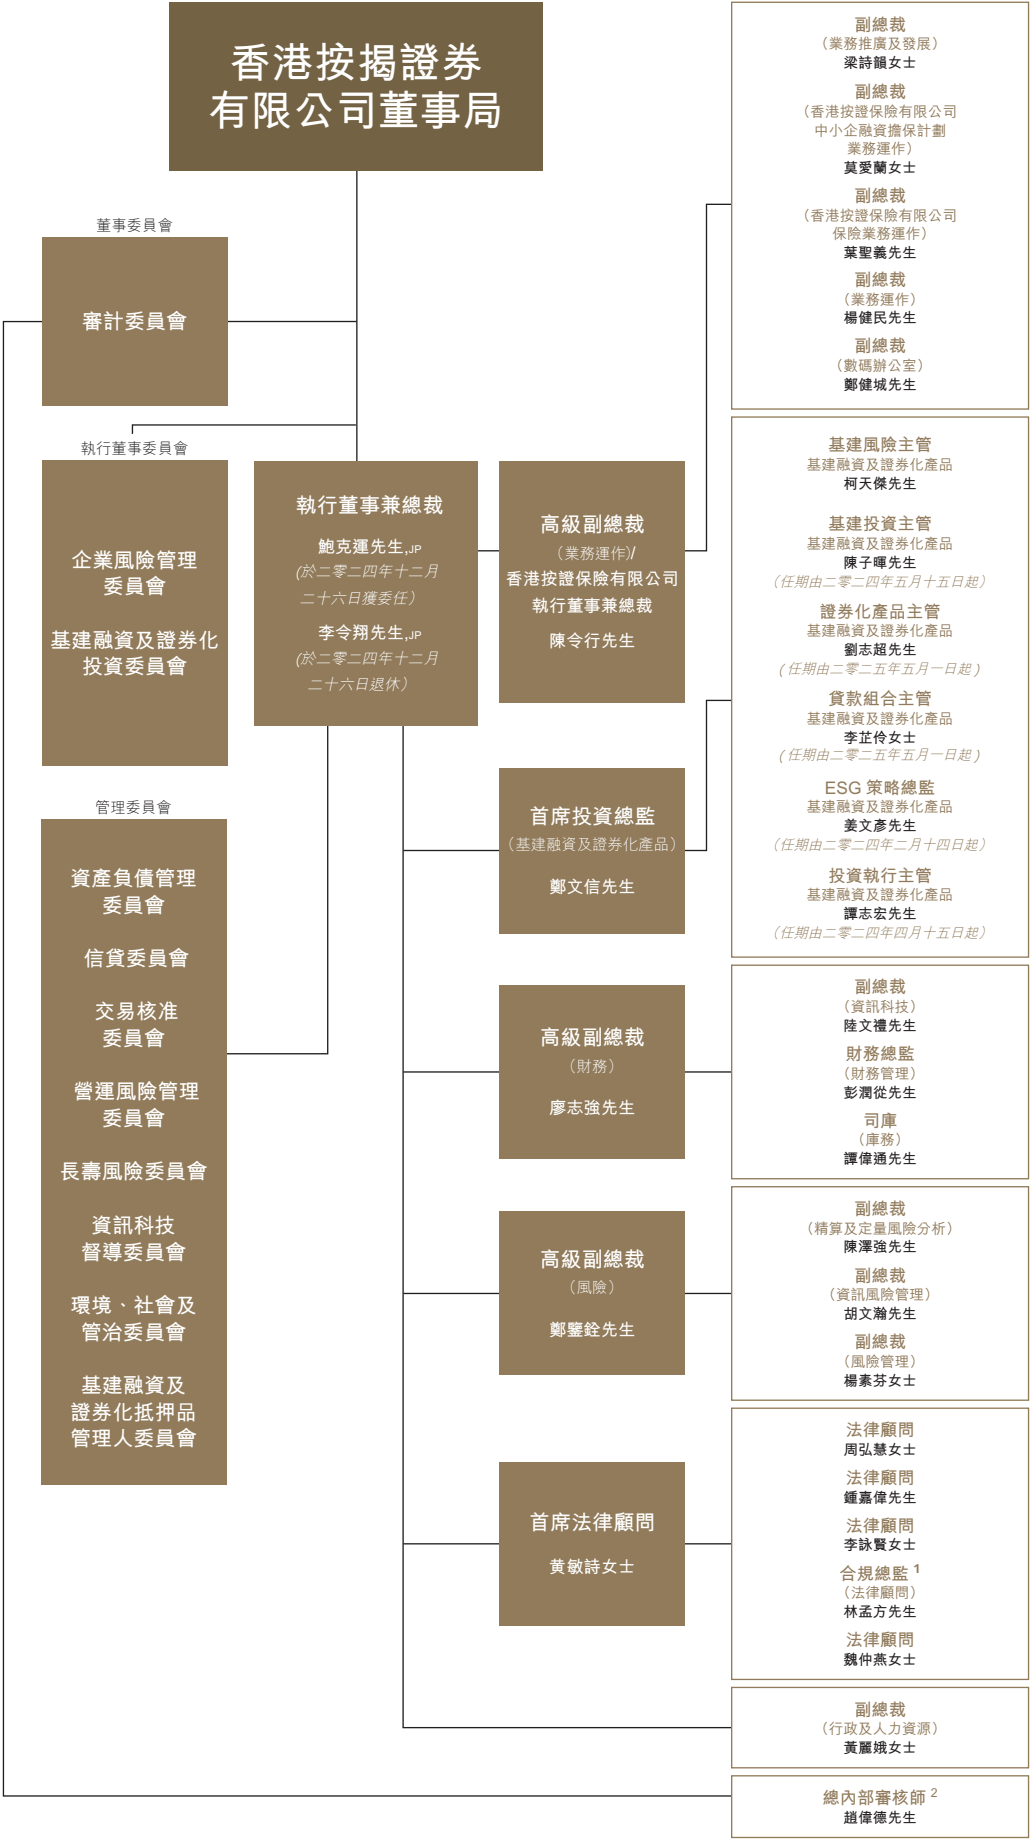 香港按揭證券
有限公司董事局
董事委員會
審計委員會
執行董事委員會
企業風險管理
委員會
基建融資及證券化
投資委員會
管理委員會
資產負債管理
委員會
信貸委員會
交易核准
委員會
營運風險管理
委員會
長壽風險委員會
資訊科技
督導委員會
環境、社會及
管治委員會
基建融資及
證券化抵押品
管理人委員會
執行董事兼總裁
鮑克運先生,JP
(於二零二四年十二月
二十六日獲委任）
李令翔先生,JP
(於二零二四年十二月
二十六日退休）
高級副總裁
（業務運作)/
香港按證保險有限公司
執行董事兼總裁
陳令行先生
首席投資總監
（基建融資及證券化產品）
鄭文信先生
高級副總裁
（財務）
廖志強先生
高級副總裁
（風險）
鄭鑒銓先生
首席法律顧問
黃敏詩女士
副總裁
（業務推廣及發展）
梁詩韻女士
副總裁
（香港按證保險有限公司
中小企融資擔保計劃
業務運作）
莫愛蘭女士
副總裁
（香港按證保險有限公司
保險業務運作）
葉聖義先生
副總裁
（業務運作）
楊健民先生
副總裁
（數碼辦公室）
鄭健城先生
基建風險主管
基建融資及證券化產品
柯天傑先生
基建投資主管
基建融資及證券化產品
陳子暉先生
（任期由二零二四年五月十五日起）
證券化產品主管
基建融資及證券化產品
劉志超先生
(任期由二零二五年五月一日起)
貸款組合主管
基建融資及證券化產品
李芷伶女士
(任期由二零二五年五月一日起)
ESG 策略總監
基建融資及證券化產品
姜文彥先生
（任期由二零二四年二月十四日起）
投資執行主管
基建融資及證券化產品
譚志宏先生
（任期由二零二四年四月十五日起）
副總裁
（資訊科技）
陸文禮先生
財務總監
（財務管理）
彭潤從先生
司庫
（庫務）
譚偉通先生
副總裁
（精算及定量風險分析）
陳澤強先生
副總裁
（資訊風險管理）
胡文瀚先生
副總裁
（風險管理）
楊素芬女士
法律顧問
周弘慧女士
法律顧問
鍾嘉偉先生
法律顧問
李詠賢女士
合規總監 1
（法律顧問）
林孟方先生
法律顧問
魏仲燕女士
副總裁
（行政及人力資源）
黃麗娥女士
總內部審核師 2
趙偉德先生